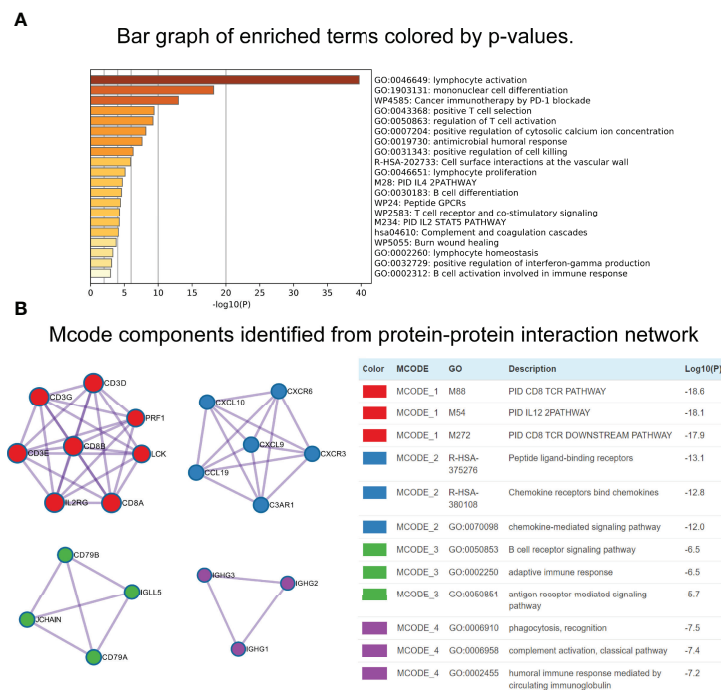 A
Bar graph of enriched terms colored by p-values.
GO:0046649: lymphocyte activation
GO:1903131: mononuclear cell differentiation
WP4585: Cancer immunotherapy by PD-1 blockade
GO:0043368: positive T cell selection
GO:0050863: regulation of T cell activation
GO:0007204: positive regulation of cytosolic calcium ion concentration
GO:0019730: antimicrobial humoral response
GO:0031343: positive regulation of cell killing
R-HSA-202733: Cell surface interactions at the vascular wall
GO:0046651: lymphocyte proliferation
M28: PID IL4 2PATHWAY
GO:0030183: B cell differentiation
WP24: Peptide GPCRs
WP2583: T cell receptor and co-stimulatory signaling
M234: PID IL2 STAT5 PATHWAY
hsa04610: Complement and coagulation cascades
WP5055: Burn wound healing
GO:0002260: lymphocyte homeostasis
GO:0032729: positive regulation of interferon-gamma production
GO:0002312: B cell activation involved in immune response
0 5 10 15 20 25 30 35 40
-log10(P)
B
Mcode components identified from protein-protein interaction network
CD3D
CD3G
PRF1
CD8B
CD3E
LCK
IL2RG
CD8A
CXCR6
CXCL10
CXCL9
CXCR3
CCL19
C3AR1
CD79B
IGLL5
JCHAIN
CD79A
IGHG3
IGHG2
IGHG1
Color MCODE GO Description Log10(P)
MCODE_1 M88 PID CD8 TCR PATHWAY -18.6
MCODE_1 M54 PID IL12 2PATHWAY -18.1
MCODE_1 M272 PID CD8 TCR DOWNSTREAM PATHWAY -17.9
MCODE_2 R-HSA-375276 Peptide ligand-binding receptors -13.1
MCODE_2 R-HSA-380108 Chemokine receptors bind chemokines -12.8
MCODE_2 GO:0070098 chemokine-mediated signaling pathway -12.0
MCODE_3 GO:0050853 B cell receptor signaling pathway -6.5
MCODE_3 GO:0002250 adaptive immune response -6.5
MCODE_3 GO:0050851 antigen receptor mediated signaling
pathway
MCODE_4 GO:0006910 phagocytosis, recognition -7.5
MCODE_4 GO:0006958 complement activation, classical pathway -7.4
MCODE_4 GO:0002455 humoral immune response mediated by -7.2
circulating immunoglobulin